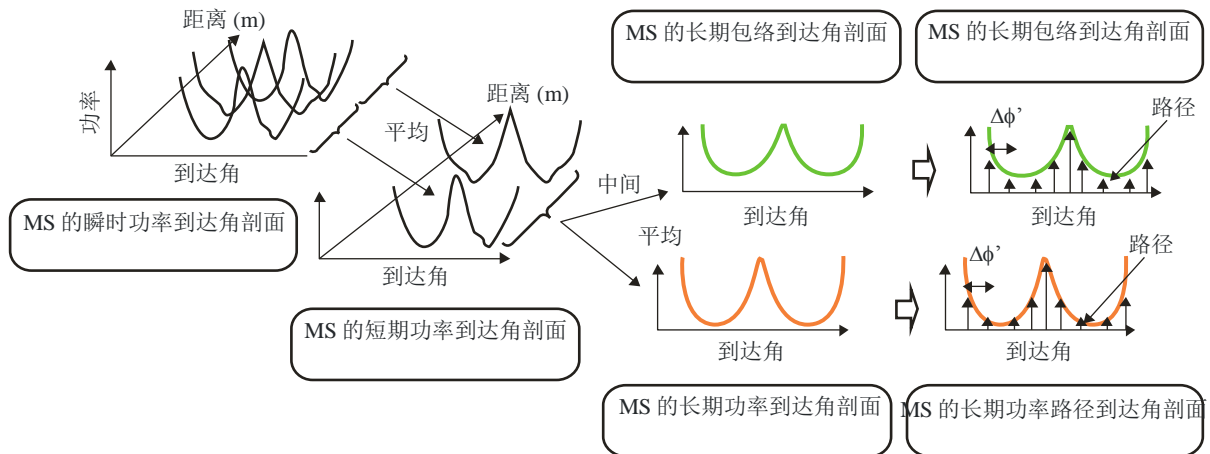 距离 (m)
功率
到达角
MS 的瞬时功率到达角剖面
距离 (m)
平均
到达角
MS 的短期功率到达角剖面
中间
平均
MS 的长期包络到达角剖面
到达角
MS 的长期包络到达角剖面
Δϕ’
路径
到达角
到达角
MS 的长期功率到达角剖面
Δϕ’
路径
到达角
MS 的长期功率路径到达角剖面